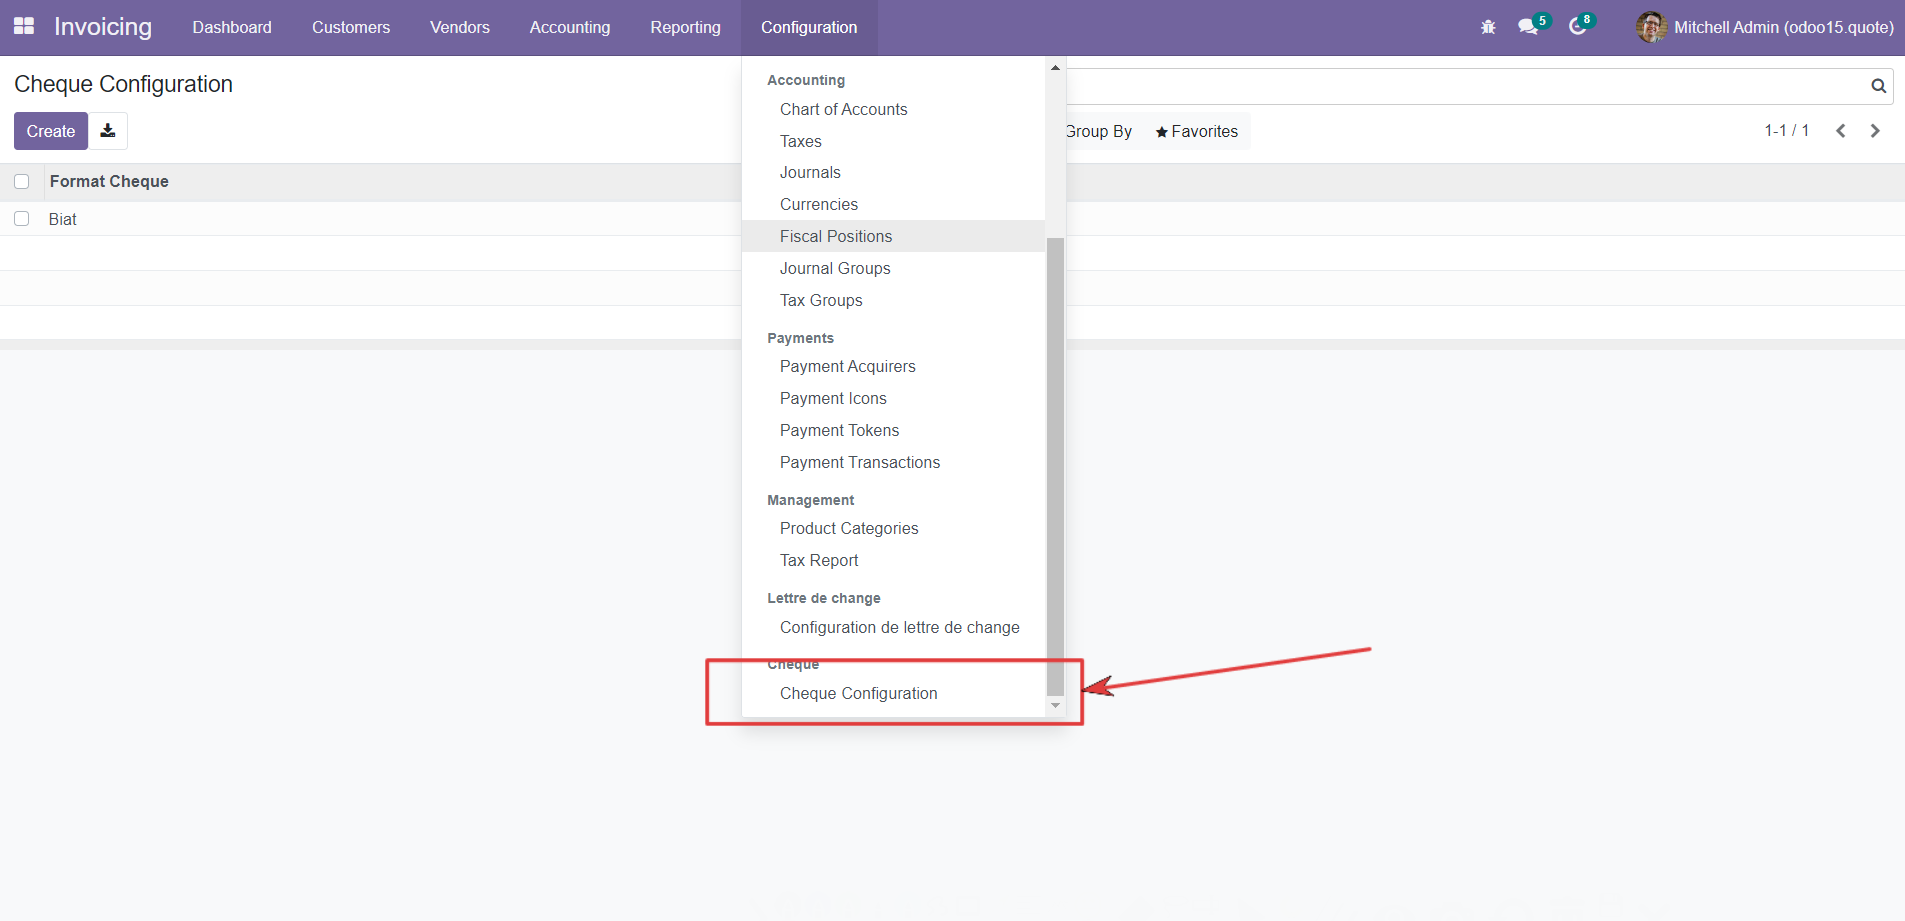 Invoicing Dashboard Customers Vendors Accounting Reporting Configuration 5 8 Mitchell Admin (odoo15.quote)
Cheque Configuration
Create
Group By Favorites 1-1 / 1
Format Cheque
Biat
Accounting
Chart of Accounts
Taxes
Journals
Currencies
Fiscal Positions
Journal Groups
Tax Groups
Payments
Payment Acquirers
Payment Icons
Payment Tokens
Payment Transactions
Management
Product Categories
Tax Report
Lettre de change
Configuration de lettre de change
Cheque
Cheque Configuration